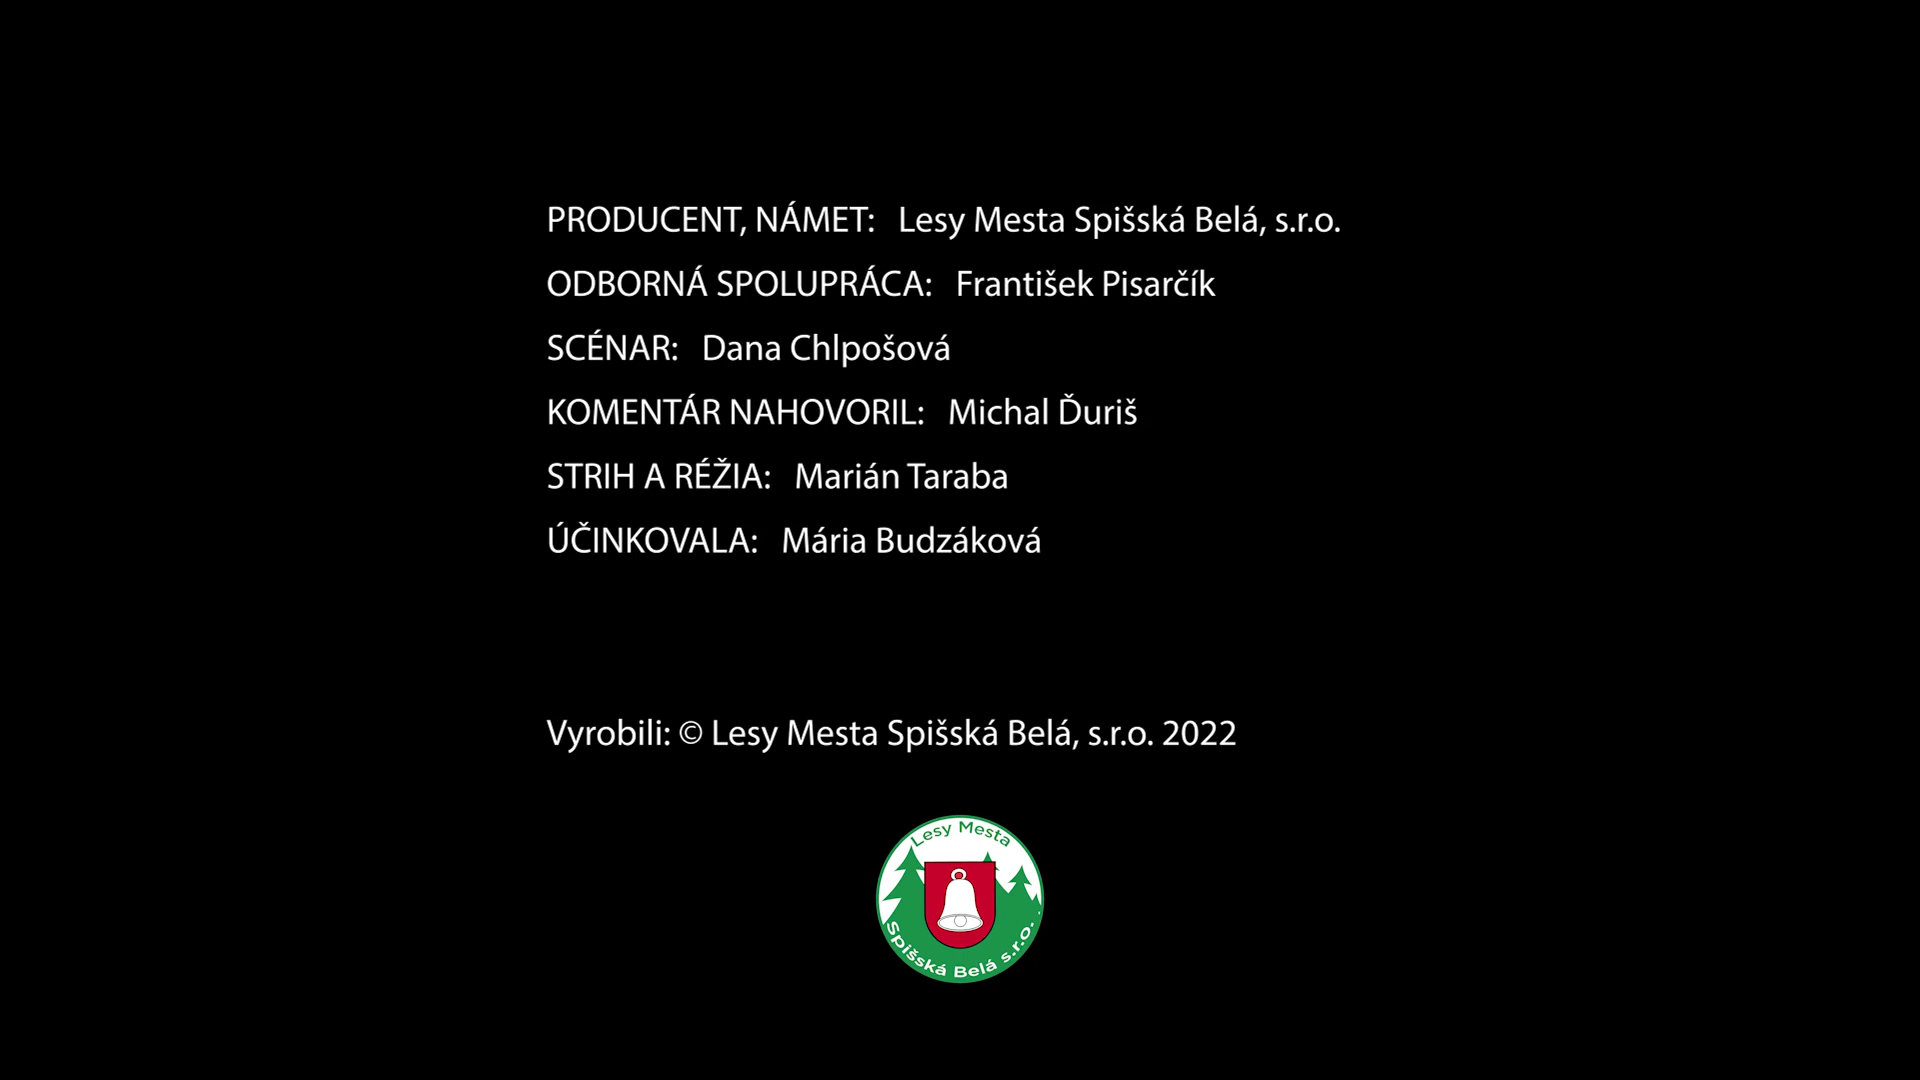 PRODUCENT, NÁMET: Lesy Mesta Spišská Belá, s.r.o.
ODBORNÁ SPOLUPRÁCA: František Pisarčík
SCÉNAR: Dana Chlpošová
KOMENTÁR NAHOVORIL: Michal Ďuriš
STRIH A RÉŽIA: Marián Taraba
ÚČINKOVALA: Mária Budzáková
Vyrobili: © Lesy Mesta Spišská Belá, s.r.o. 2022
Lesy Mesta
Spišská Belá s.r.o.